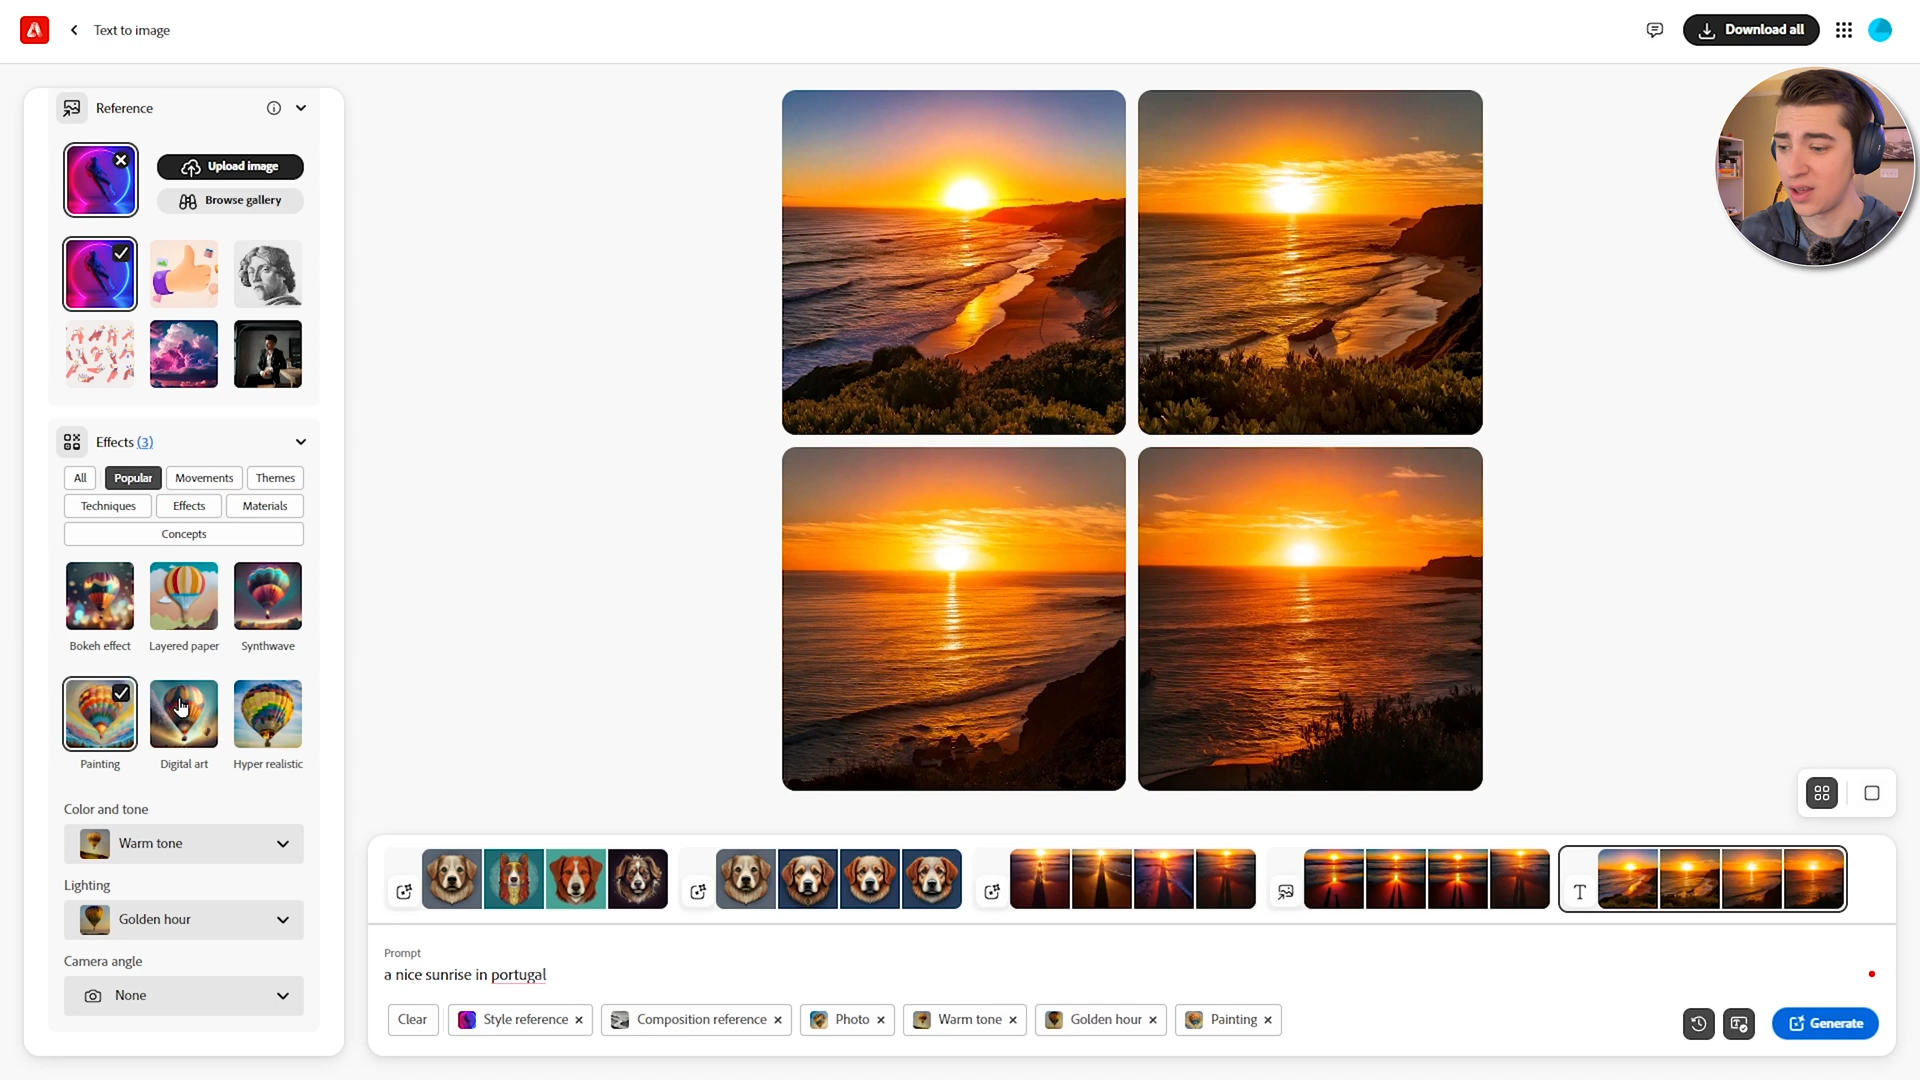 Text to image
Download all
Reference
Upload image
Browse gallery
Effects (3)
All
Popular
Movements
Themes
Techniques
Effects
Materials
Concepts
Bokeh effect
Layered paper
Synthwave
Painting
Digital art
Hyper realistic
Color and tone
Warm tone
Lighting
Golden hour
Camera angle
None
T
Prompt
a nice sunrise in portugal
Clear
Style reference
Composition reference
Photo
Warm tone
Golden hour
Painting
Generate